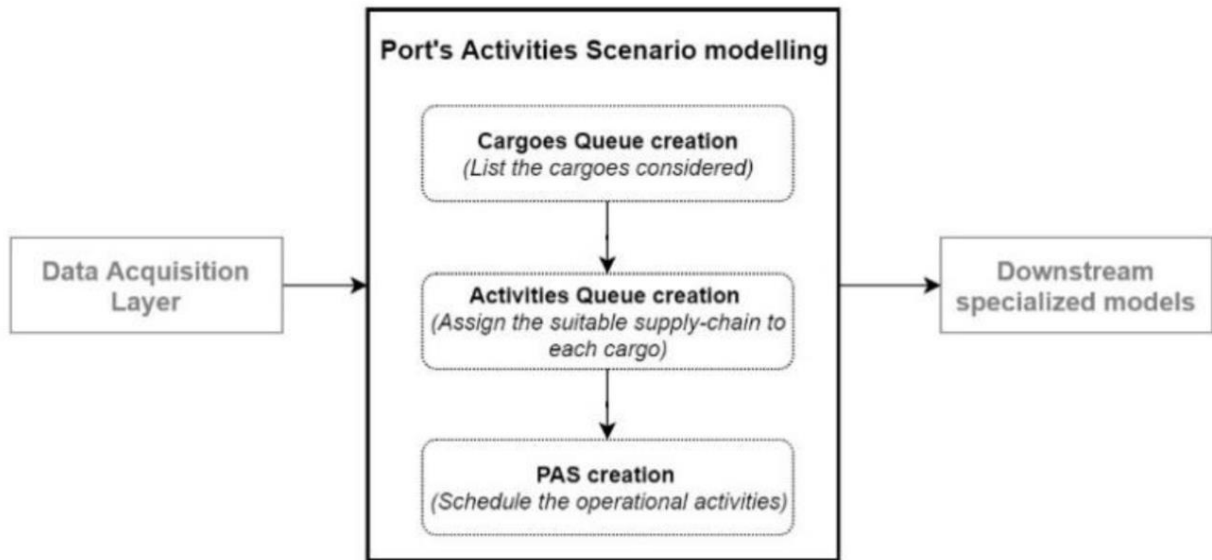 Port's Activities Scenario modelling
Cargoes Queue creation
(List the cargoes considered)
Data Acquisition
Layer
Activities Queue creation
(Assign the suitable supply-chain to
each cargo)
Downstream
specialized models
PAS creation
(Schedule the operational activities)